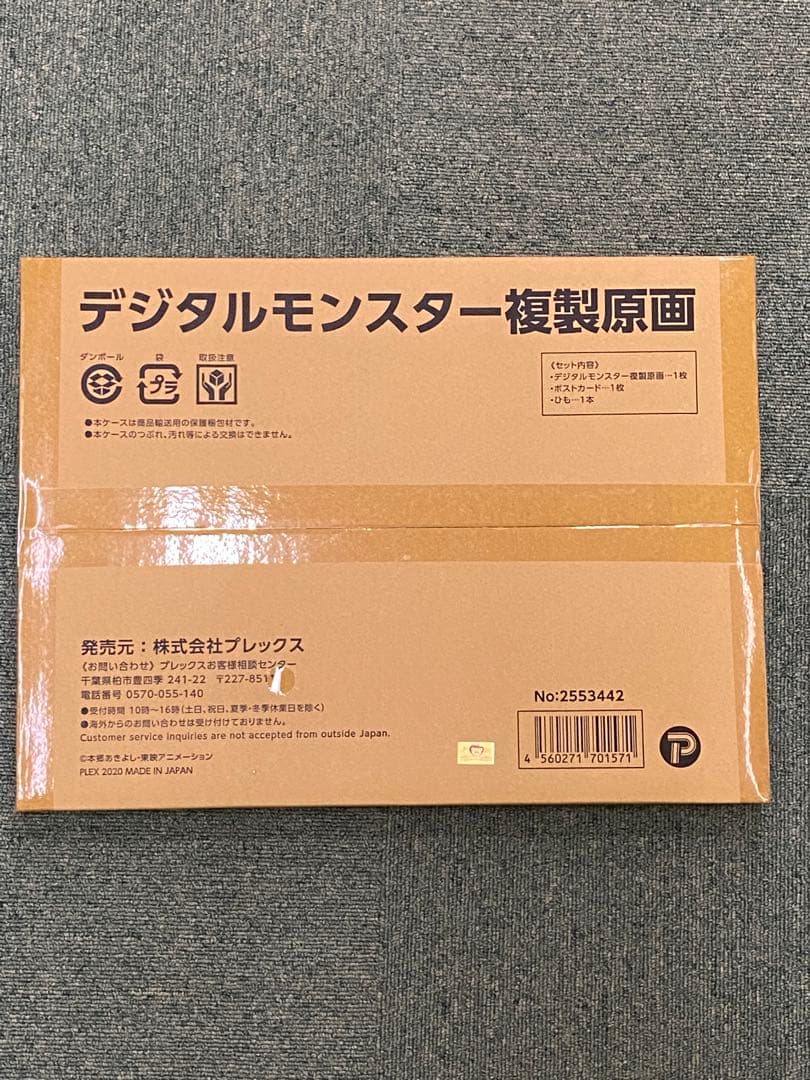 デジタルモンスター複製原画
ダンボール 袋 取扱注意
プラ
《セット内容》
・デジタルモンスター複製原画…1枚
・ポストカード…1枚
・ひも…1本
●本ケースは商品輸送用の保護梱包材です。
●本ケースのつぶれ、汚れ等による交換はできません。
発売元：株式会社プレックス
《お問い合わせ》プレックスお客様相談センター
千葉県柏市豊四季 241-22 〒227-851
電話番号 0570-055-140
●受付時間 10時〜16時(土日、祝日、夏季・冬季休業日を除く)
●海外からのお問い合わせは受け付けておりません。
Customer service inquiries are not accepted from outside Japan.
©本郷あきよし・東映アニメーション
PLEX 2020 MADE IN JAPAN
No:2553442
4 560271 701571
P